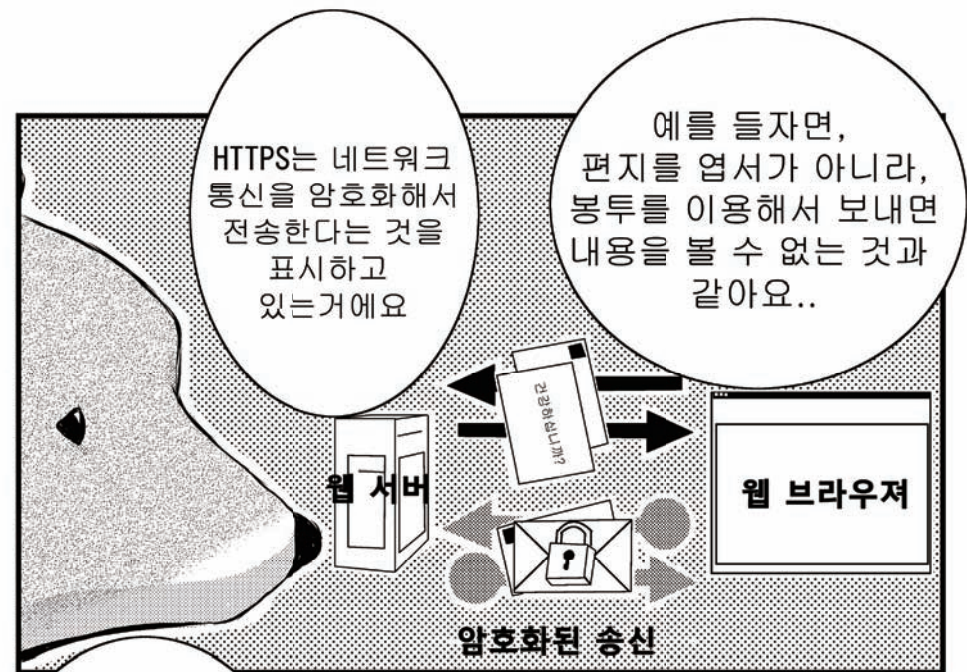 HTTPS는 네트워크
통신을 암호화해서
전송한다는 것을
표시하고
있는거에요
예를 들자면,
편지를 엽서가 아니라,
봉투를 이용해서 보내면
내용을 볼 수 없는 것과
같아요..
건강하십니까?
웹 서버
웹 브라우져
암호화된 송신